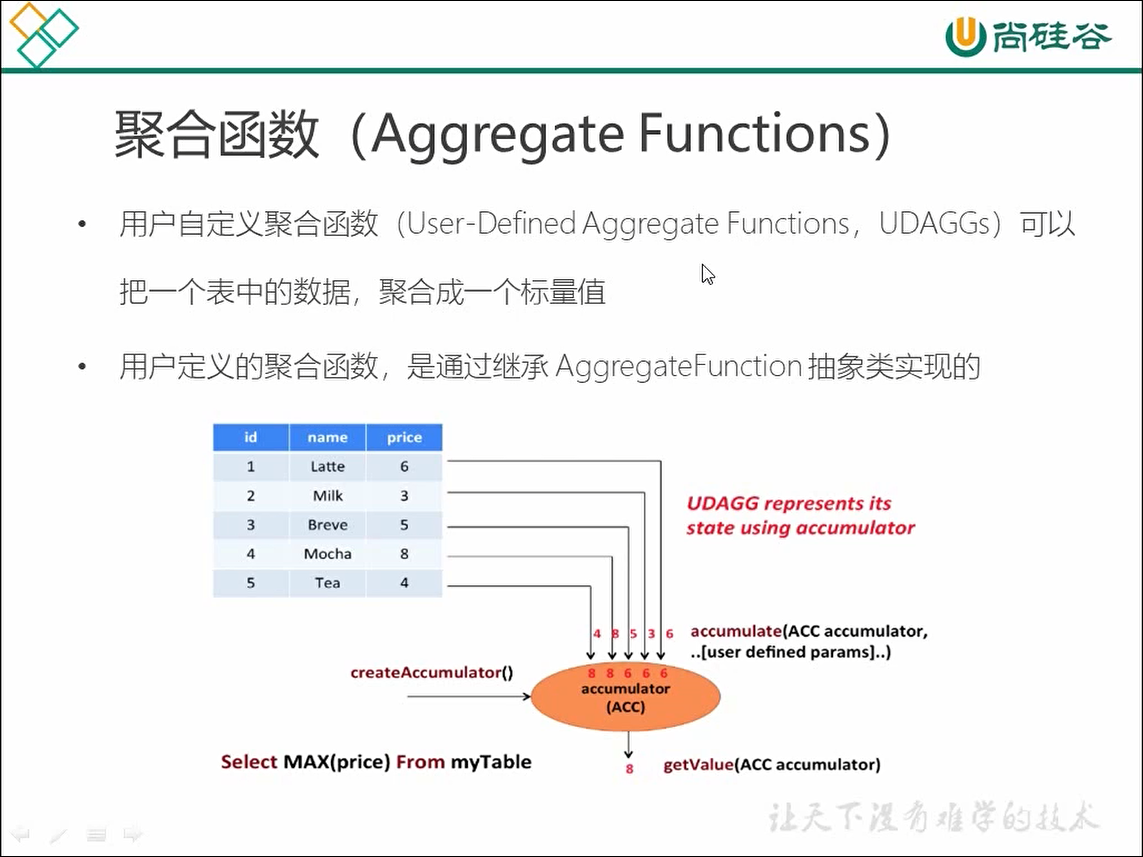 尚硅谷
聚合函数（Aggregate Functions）
• 用户自定义聚合函数（User-Defined Aggregate Functions，UDAGGs）可以
把一个表中的数据，聚合成一个标量值
• 用户定义的聚合函数，是通过继承 AggregateFunction 抽象类实现的
id name price
1 Latte 6
2 Milk 3
3 Breve 5
4 Mocha 8
5 Tea 4
UDAGG represents its
state using accumulator
4 8 5 3 6
accumulate(ACC accumulator,
..[user defined params]..)
createAccumulator()
8 8 6 6 6
accumulator
(ACC)
Select MAX(price) From myTable
8
getValue(ACC accumulator)
让天下没有难学的技术